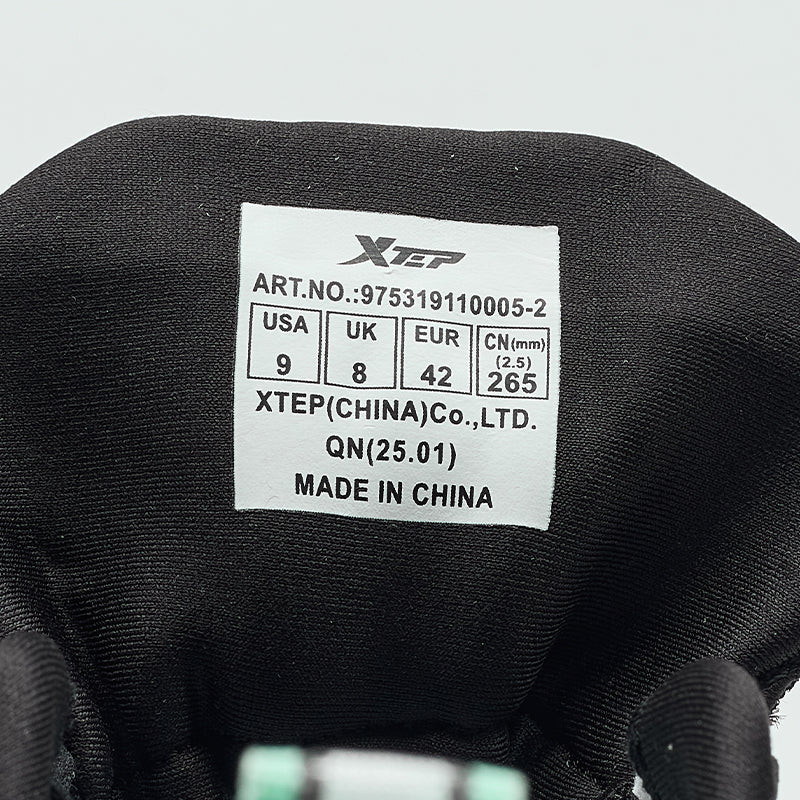 XTEP
ART.NO.:975319110005-2
USA UK EUR CN(mm)
(2.5)
9 8 42 265
XTEP(CHINA)Co.,LTD.
QN(25.01)
MADE IN CHINA